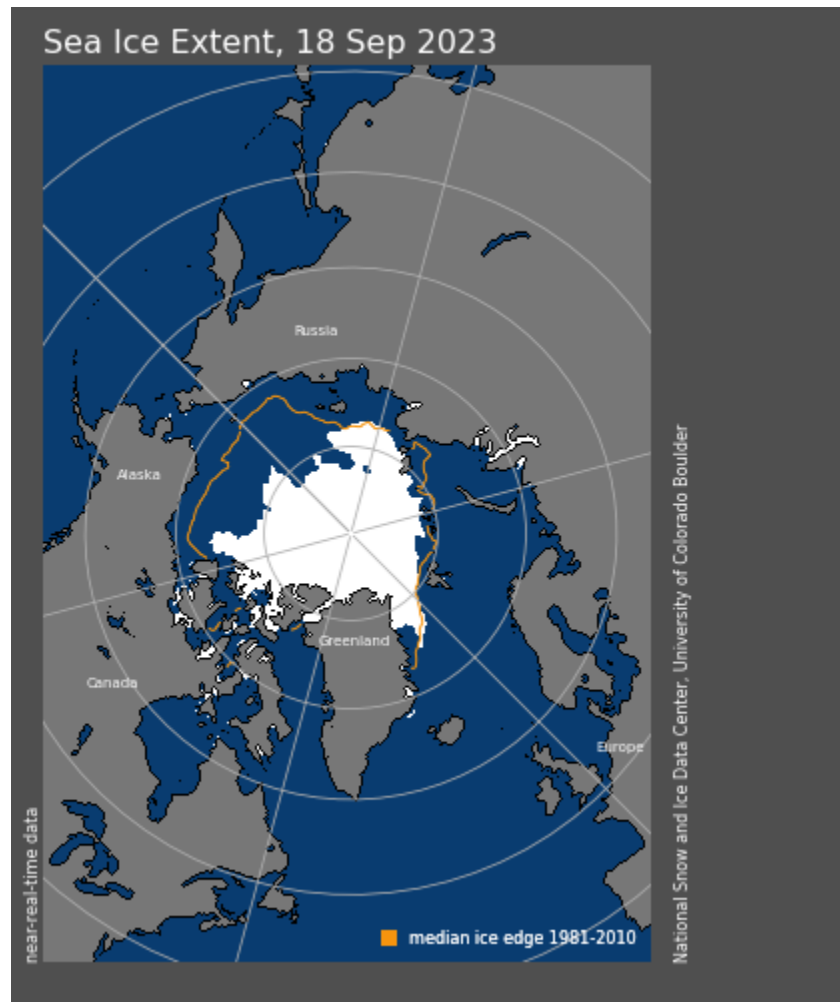 Sea Ice Extent, 18 Sep 2023
Russia
Alaska
Greenland
Canada
Europe
median ice edge 1981-2010
near-real-time data
National Snow and Ice Data Center, University of Colorado Boulder